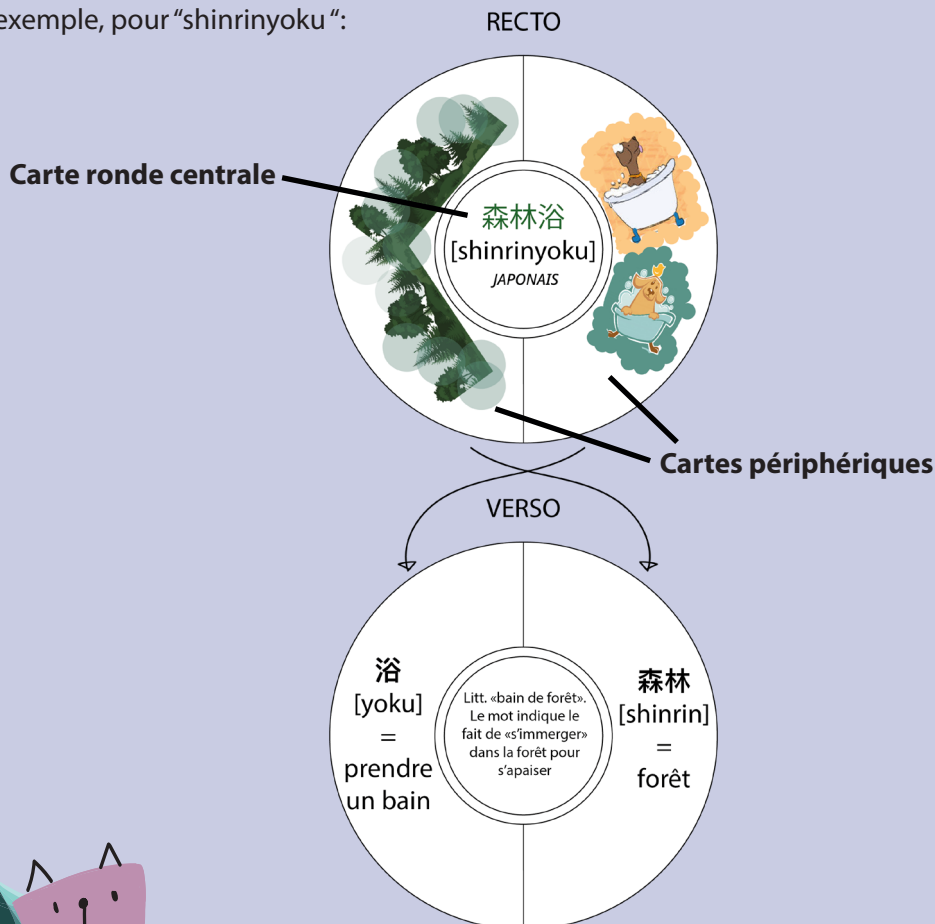 exemple, pour “shinrinyoku“:
RECTO
Carte ronde centrale
森林浴
[shinrinyoku]
JAPONAIS
Cartes périphériques
VERSO
浴
[yoku]
=
prendre
un bain
Litt. «bain de forêt».
Le mot indique le
fait de «s’immerger»
dans la forêt pour
s’apaiser
森林
[shinrin]
=
forêt